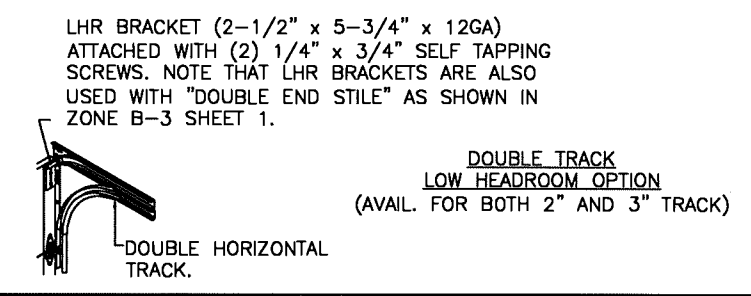 LHR BRACKET (2-1/2" x 5-3/4" x 12GA)
ATTACHED WITH (2) 1/4" x 3/4" SELF TAPPING
SCREWS. NOTE THAT LHR BRACKETS ARE ALSO
USED WITH "DOUBLE END STILE" AS SHOWN IN
ZONE B-3 SHEET 1.
DOUBLE TRACK
LOW HEADROOM OPTION
(AVAIL. FOR BOTH 2" AND 3" TRACK)
DOUBLE HORIZONTAL
TRACK.